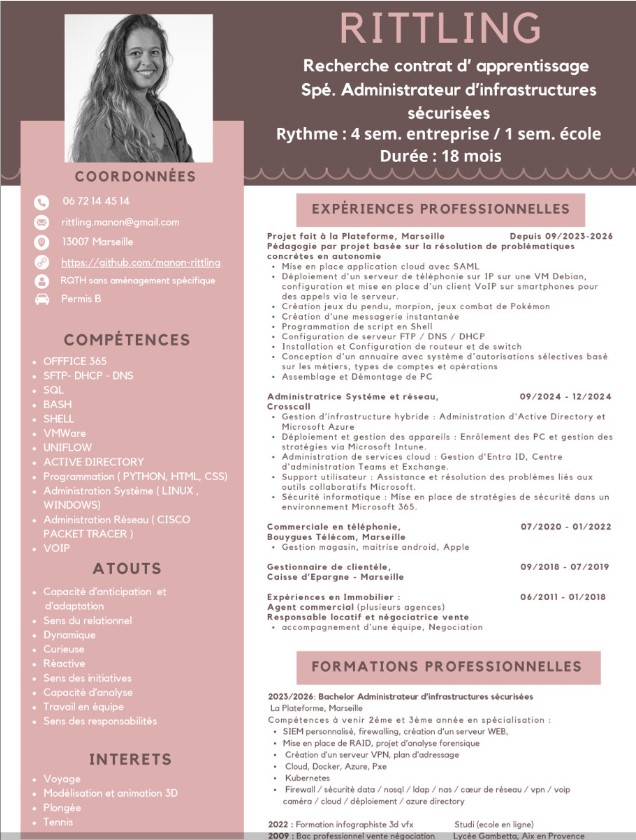 RITTLING
Recherche contrat d' apprentissage
Spé. Administrateur d'infrastructures
sécurisées
Rythme : 4 sem. entreprise / 1 sem. école
Durée : 18 mois
COORDONNÉES
06 72 14 45 14
rittling.manon@gmail.com
13007 Marseille
https://github.com/manon-rittling
RQTH sans aménagement spécifique
Permis B
COMPÉTENCES
OFFFICE 365
SFTP- DHCP - DNS
SQL
BASH
SHELL
VMWare
UNIFLOW
ACTIVE DIRECTORY
Programmation ( PYTHON, HTML, CSS)
Administration Système ( LINUX ,
WINDOWS)
Administration Réseau ( CISCO
PACKET TRACER )
VOIP
ATOUTS
Capacité d'anticipation et
d'adaptation
Sens du relationnel
Dynamique
Curieuse
Réactive
Sens des initiatives
Capacité d'analyse
Travail en équipe
Sens des responsabilités
INTERETS
Voyage
Modélisation et animation 3D
Plongée
Tennis
EXPÉRIENCES PROFESSIONNELLES
Projet fait à la Plateforme, Marseille Depuis 09/2023-2026
Pédagogie par projet basée sur la résolution de problématiques
concrètes en autonomie
Mise en place application cloud avec SAML
Déploiement d'un serveur de téléphonie sur IP sur une VM Debian,
configuration et mise en place d'un client VoIP sur smartphones pour
des appels via le serveur.
Création jeux du pendu, morpion, jeux combat de Pokémon
Création d'une messagerie instantanée
Programmation de script en Shell
Configuration de serveur FTP / DNS / DHCP
Installation et Configuration de routeur et de switch
Conception d'un annuaire avec système d'autorisations sélectives basé
sur les métiers, types de comptes et opérations
Assemblage et Démontage de PC
Administratrice Système et réseau, 09/2024 - 12/2024
Crosscall
Gestion d'infrastructure hybride : Administration d'Active Directory et
Microsoft Azure
Déploiement et gestion des appareils : Enrôlement des PC et gestion des
stratégies via Microsoft Intune.
Administration de services cloud : Gestion d'Entra ID, Centre
d'administration Teams et Exchange.
Support utilisateur : Assistance et résolution des problèmes liés aux
outils collaboratifs Microsoft.
Sécurité informatique : Mise en place de stratégies de sécurité dans un
environnement Microsoft 365.
Commerciale en téléphonie, 07/2020 - 01/2022
Bouygues Télécom, Marseille
Gestion magasin, maitrise android, Apple
Gestionnaire de clientéle, 09/2018 - 07/2019
Caisse d'Epargne - Marseille
Expériences en Immobilier : 06/2011 - 01/2018
Agent commercial (plusieurs agences)
Responsable locatif et négociatrice vente
accompagnement d'une équipe, Negociation
FORMATIONS PROFESSIONNELLES
2023/2026: Bachelor Administrateur d'infrastructures sécurisées
La Plateforme, Marseille
Compétences à venir 2éme et 3ème année en spécialisation :
SIEM personnalisé, firewalling, création d'un serveur WEB,
Mise en place de RAID, projet d'analyse forensique
Création d'un serveur VPN, plan d'adressage
Cloud, Docker, Azure, Pxe
Kubernetes
Firewall / sécurité data / nosql / ldap / nas / cœur de réseau / vpn / voip
caméra / cloud / déploiement / azure directory
2022 : Formation infographiste 3d vfx Studi (ecole en ligne)
2009 : Bac professionnel vente négociation Lycée Gambetta, Aix en Provence